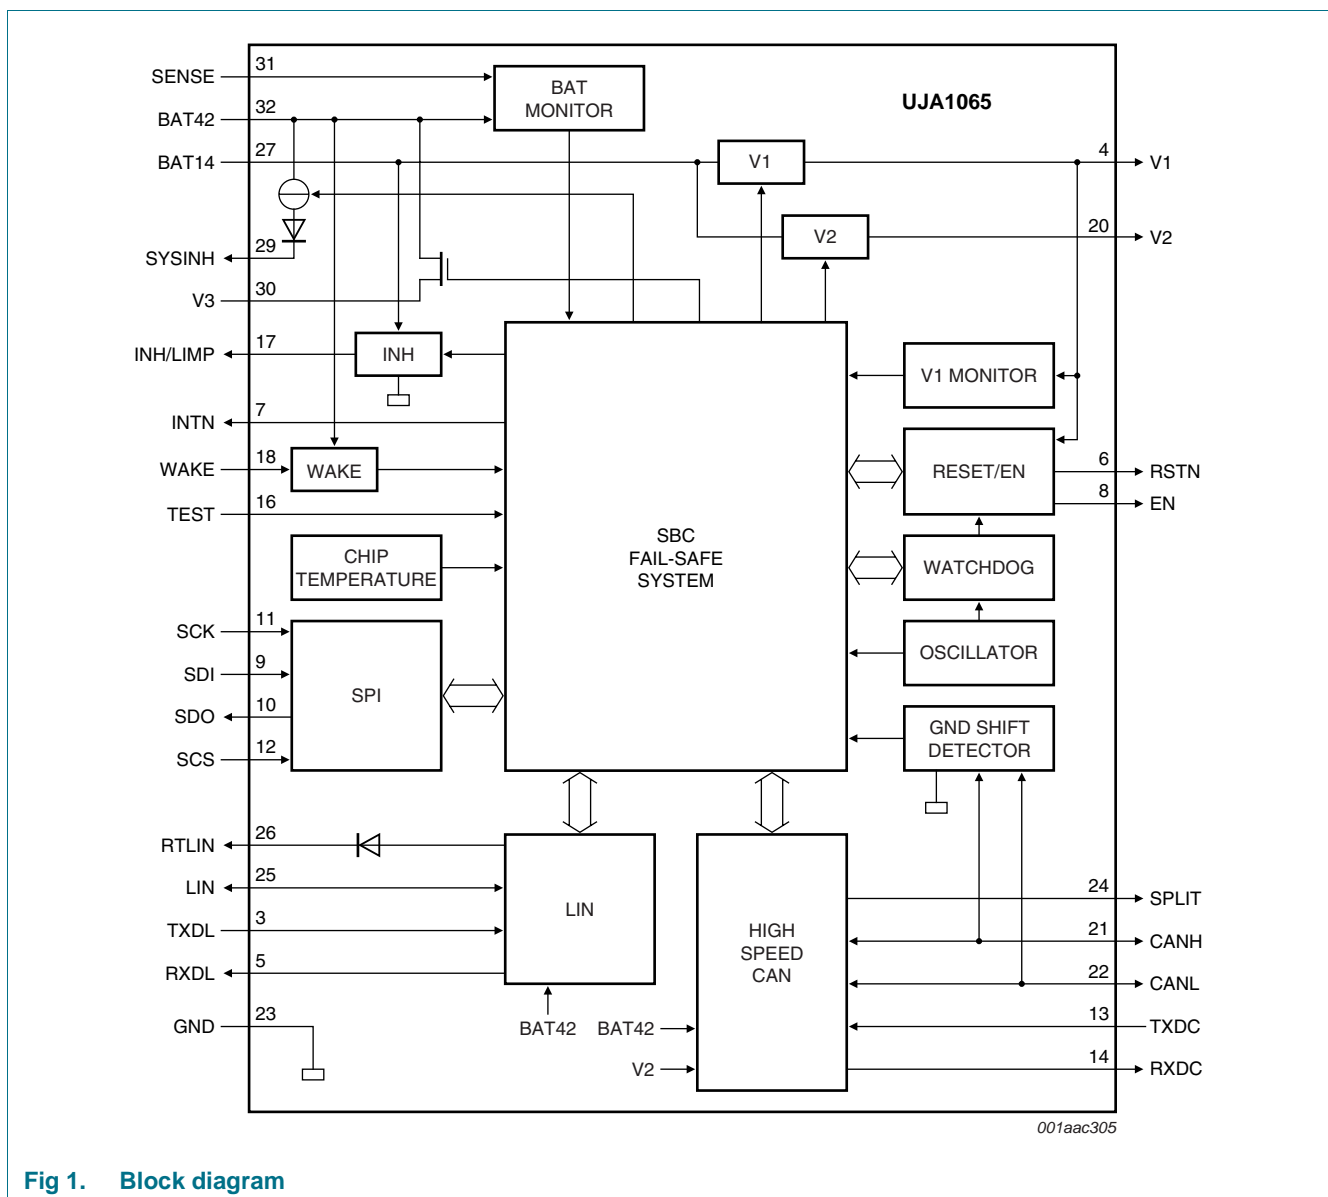 UJA1065
SENSE 31
BAT42 32
BAT14 27
SYSINH 29
V3 30
INH/LIMP 17
INTN 7
WAKE 18
TEST 16
SCK 11
SDI 9
SDO 10
SCS 12
RTLIN 26
LIN 25
TXDL 3
RXDL 5
GND 23
BAT
MONITOR
V1
V2
INH
WAKE
CHIP
TEMPERATURE
SPI
SBC
FAIL-SAFE
SYSTEM
V1 MONITOR
RESET/EN
WATCHDOG
OSCILLATOR
GND SHIFT
DETECTOR
LIN
BAT42
HIGH
SPEED
CAN
BAT42
V2
4 V1
20 V2
6 RSTN
8 EN
24 SPLIT
21 CANH
22 CANL
13 TXDC
14 RXDC
001aac305
Fig 1. Block diagram